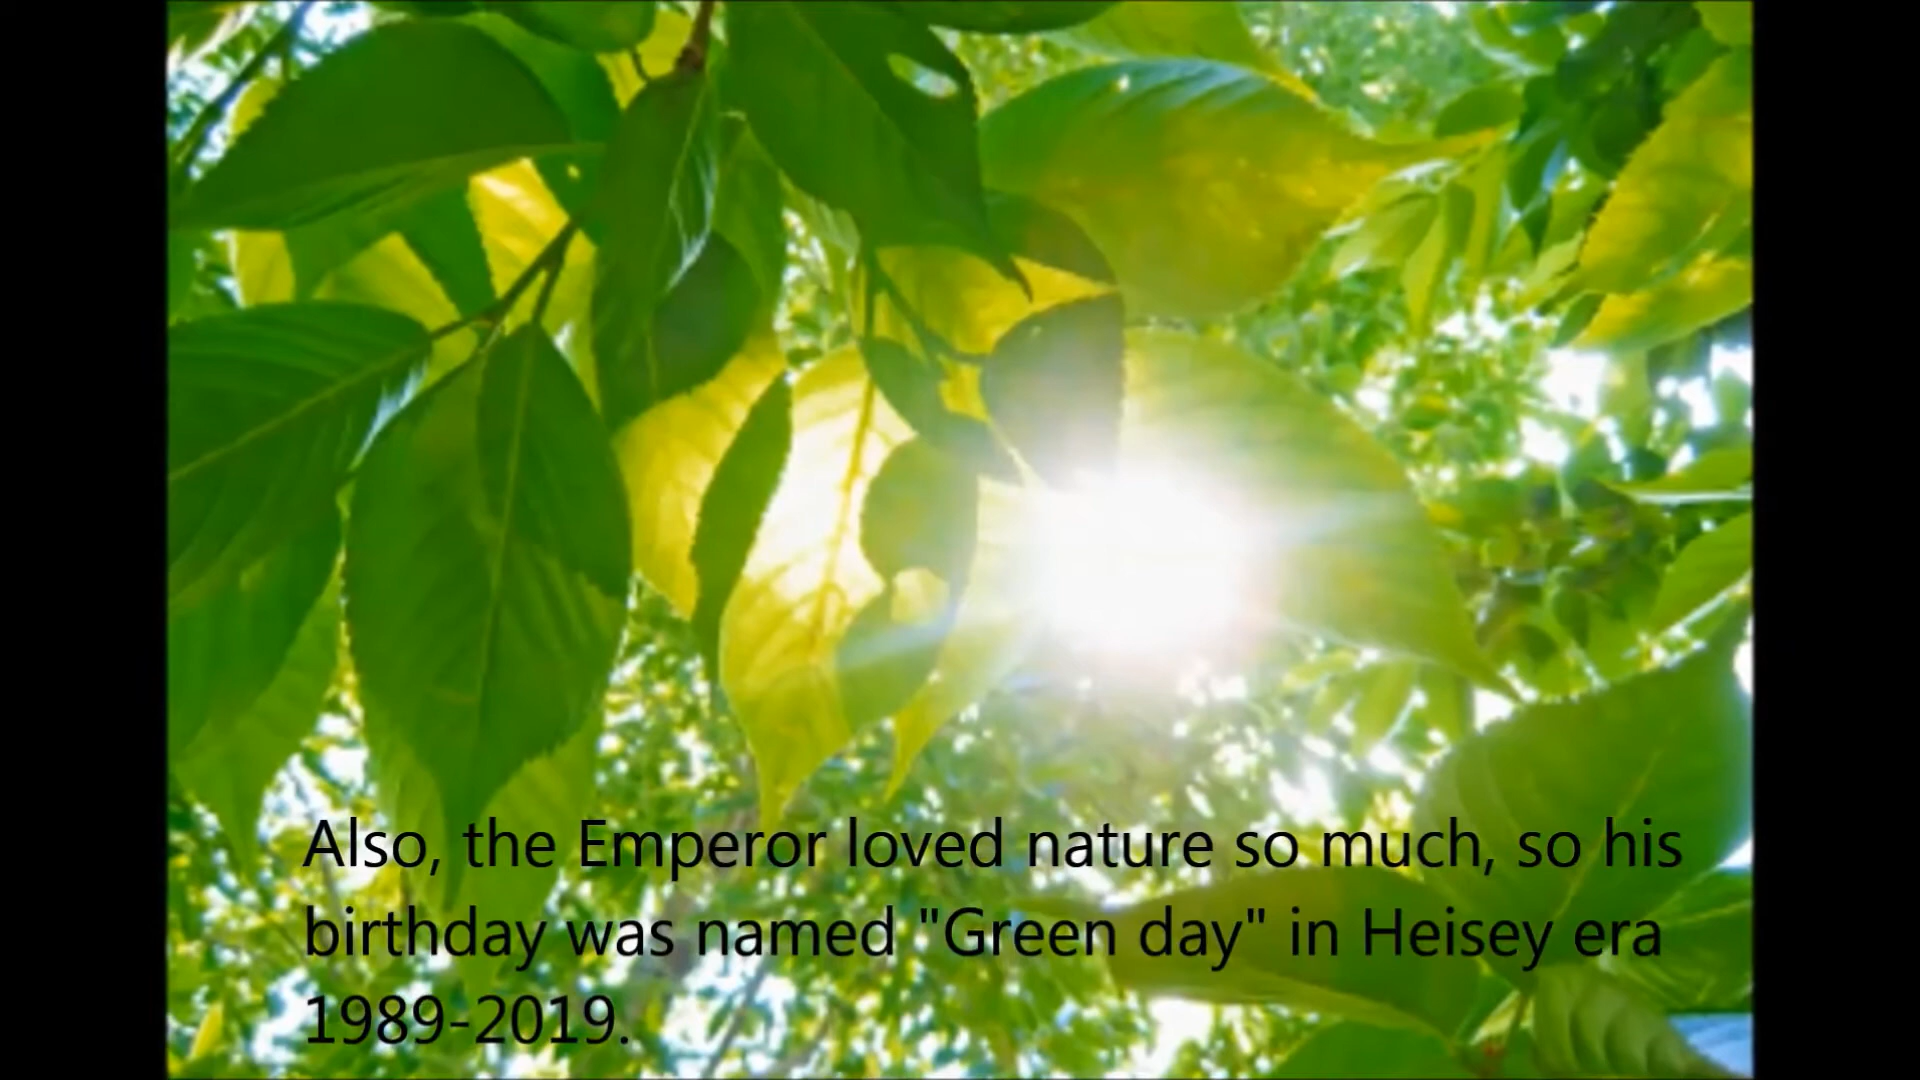 Also, the Emperor loved nature so much, so his
birthday was named "Green day" in Heisey era
1989-2019.